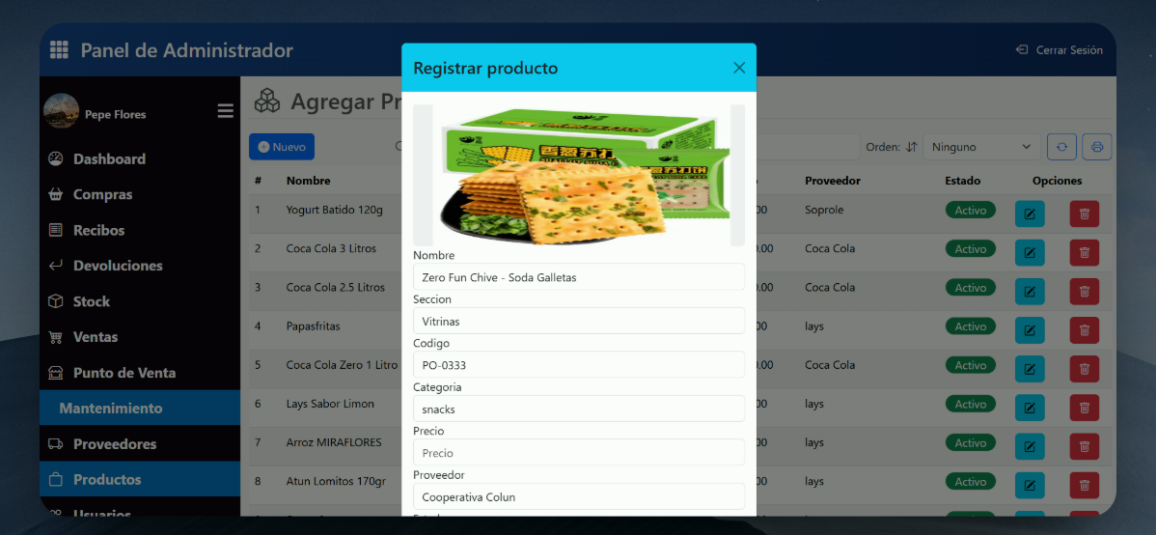 Panel de Administrador
Cerrar Sesión
Pepe Flores
Dashboard
Compras
Recibos
Devoluciones
Stock
Ventas
Punto de Venta
Mantenimiento
Proveedores
Productos
Usuarios
Agregar Pr
Nuevo
Orden:
Ninguno
# Nombre Proveedor Estado Opciones
1 Yogurt Batido 120g 00 Soprole Activo
2 Coca Cola 3 Litros 0.00 Coca Cola Activo
3 Coca Cola 2.5 Litros 0.00 Coca Cola Activo
4 Papasfritas 00 lays Activo
5 Coca Cola Zero 1 Litro 0.00 Coca Cola Activo
6 Lays Sabor Limon 00 lays Activo
7 Arroz MIRAFLORES 00 lays Activo
8 Atun Lomitos 170gr 00 lays Activo
Registrar producto
Nombre
Zero Fun Chive - Soda Galletas
Seccion
Vitrinas
Codigo
PO-0333
Categoria
snacks
Precio
Precio
Proveedor
Cooperativa Colun